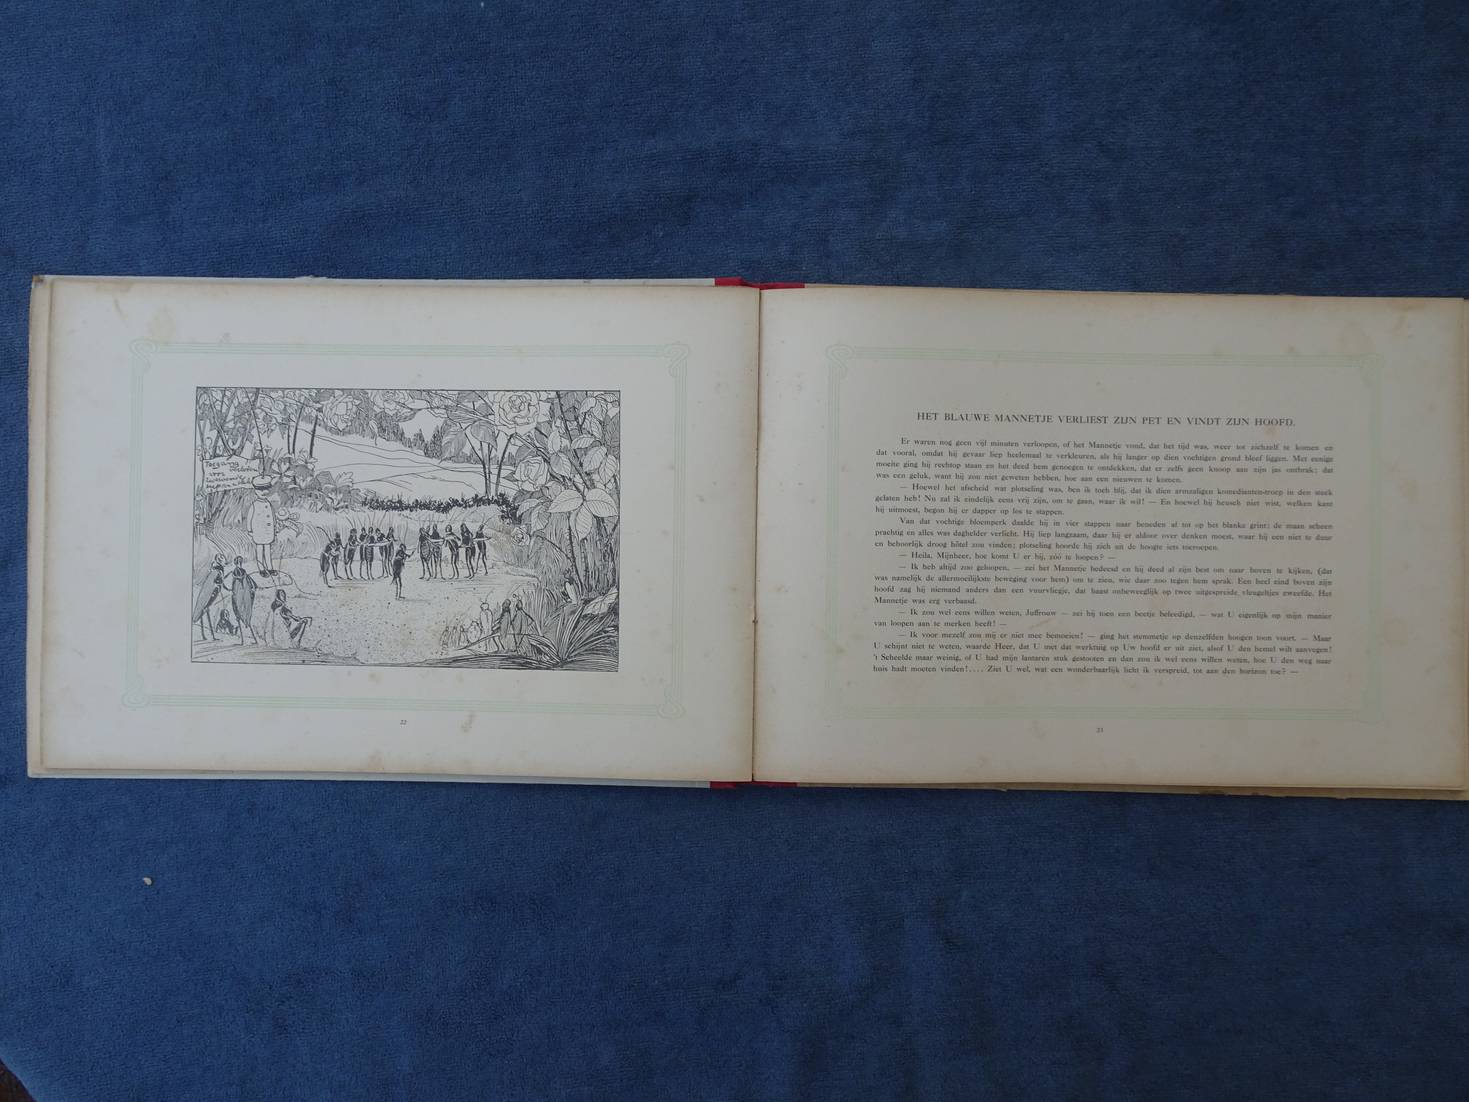 Toegang
voor
22
HET BLAUWE MANNETJE VERLIEST ZIJN PET EN VINDT ZIJN HOOFD.
Er waren nog geen vijf minuten verloopen, of het Mannetje vond, dat het tijd was, weer tot zichzelf te komen en
dat vooral, omdat hij gevaar liep heelemaal te verkleuren, als hij langer op dien vochtigen grond bleef liggen. Met eenige
moeite ging hij rechtop staan en het deed hem genoegen te ontdekken, dat er zelfs geen knoop aan zijn jas ontbrak; dat
was een geluk, want hij zou niet geweten hebben, hoe aan een nieuwen te komen.
— Hoewel het afscheid wat plotseling was, ben ik toch blij, dat ik dien armzaligen komedianten-troep in den steek
gelaten heb! Nu zal ik eindelijk eens vrij zijn, om te gaan, waar ik wil! — En hoewel hij heusch niet wist, welken kant
hij uitmoest, begon hij er dapper op los te stappen.
Van dat vochtige bloemperk daalde hij in vier stappen naar beneden af tot op het blanke grint; de maan scheen
prachtig en alles was daghelder verlicht. Hij liep langzaam, daar hij er aldoor over denken moest, waar hij een niet te duur
en behoorlijk droog hôtel zou vinden; plotseling hoorde hij zich uit de hoogte iets toeroepen.
— Heila, Mijnheer, hoe komt U er bij, zóó te loopen? —
— Ik heb altijd zoo geloopen, — zei het Mannetje bedeesd en hij deed al zijn best om naar boven te kijken, (dat
was namelijk de allermoeilijkste beweging voor hem) om te zien, wie daar zoo tegen hem sprak. Een heel eind boven zijn
hoofd zag hij niemand anders dan een vuurvliegje, dat haast onbeweeglijk op twee uitgespreide vleugeltjes zweefde. Het
Mannetje was erg verbaasd.
— Ik zou wel eens willen weten, Juffrouw — zei hij toen een beetje beleedigd, — wat U eigenlijk op mijn manier
van loopen aan te merken heeft! —
— Ik voor mezelf zou mij er niet mee bemoeien! — ging het stemmetje op denzelfden hoogen toon voort. — Maar
U schijnt niet te weten, waarde Heer, dat U met dat werktuig op Uw hoofd er uit ziet, alsof U den hemel wilt aanvegen!
't Scheelde maar weinig, of U had mijn lantaren stuk gestooten en dan zou ik wel eens willen weten, hoe U den weg naar
huis hadt moeten vinden!.... Ziet U wel, wat een wonderbaarlijk licht ik verspreid, tot aan den horizon toe? —
23